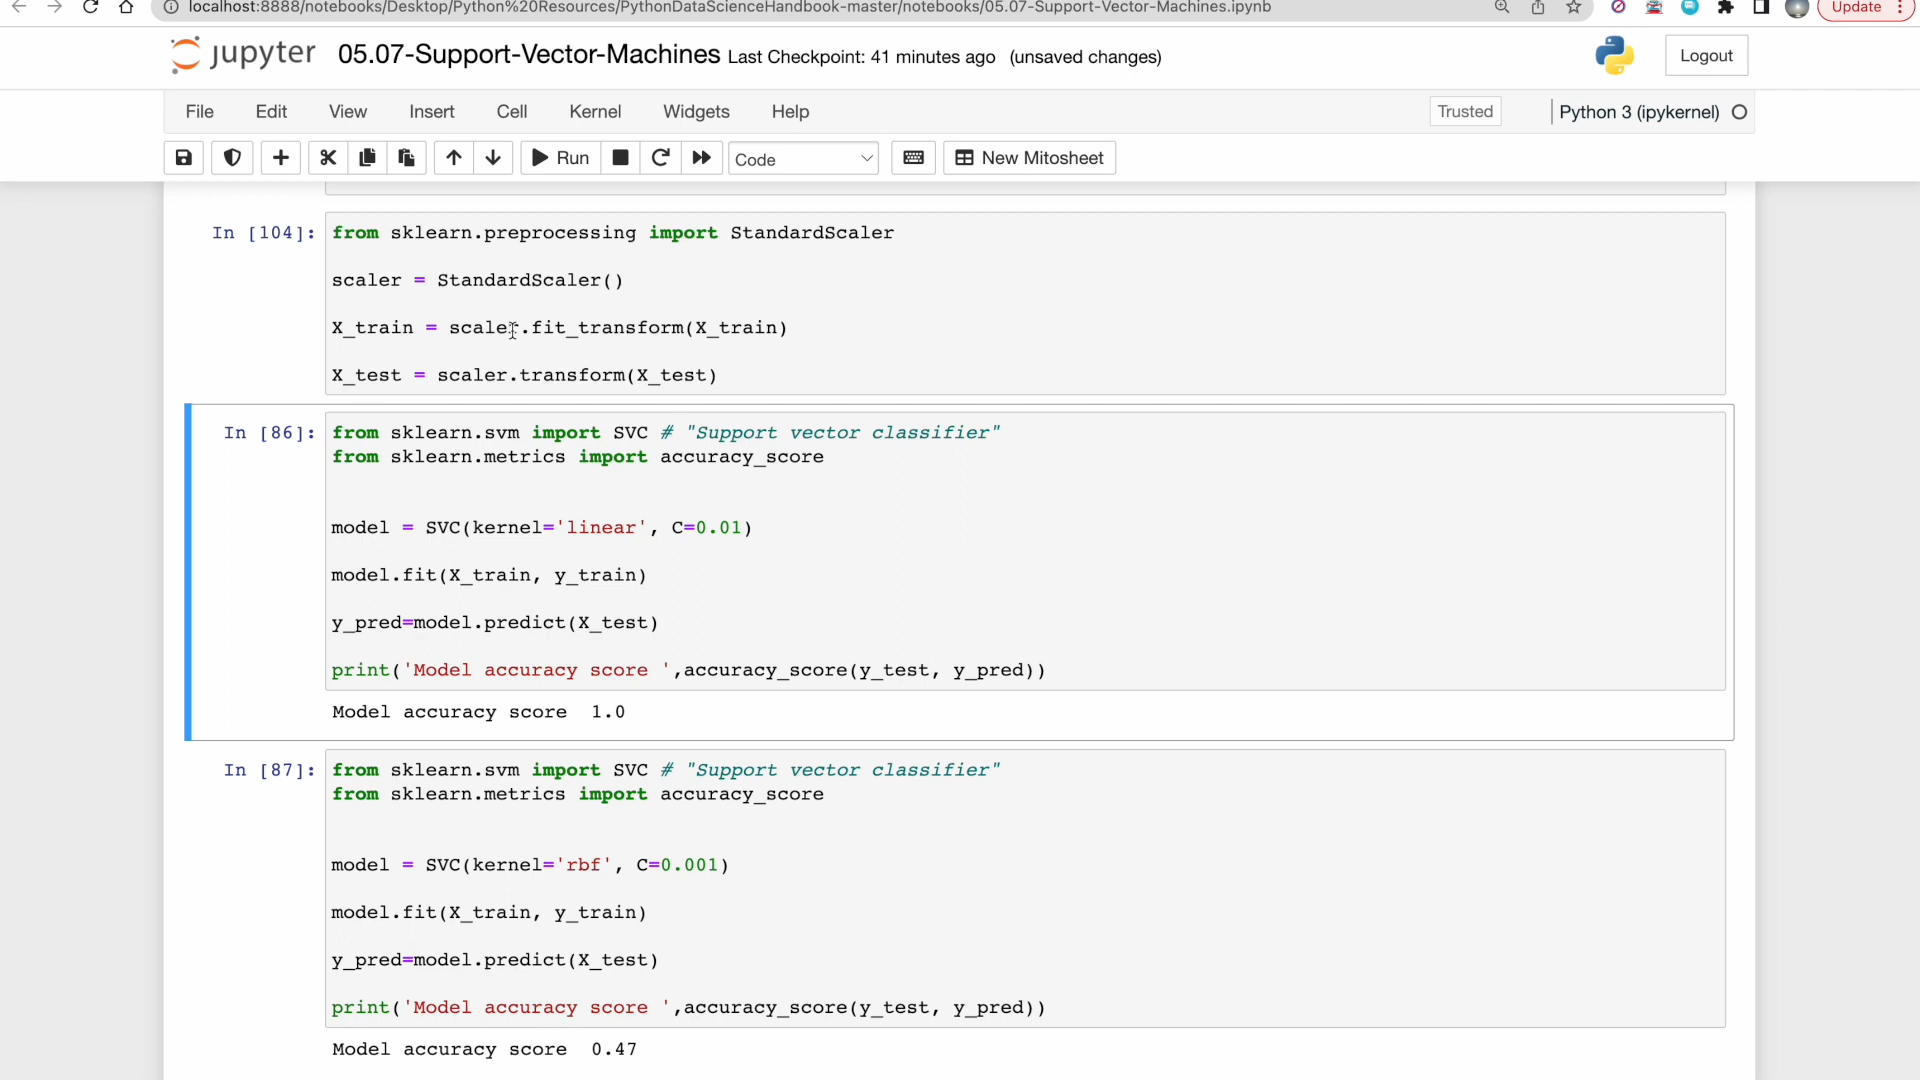 localhost:8888/notebooks/Desktop/Python%20Resources/PythonDataScienceHandbook-master/notebooks/05.07-Support-Vector-Machines.ipynb
Update
jupyter 05.07-Support-Vector-Machines Last Checkpoint: 41 minutes ago (unsaved changes)
Logout
File Edit View Insert Cell Kernel Widgets Help
Trusted
Python 3 (ipykernel)
Run
Code
New Mitosheet
In [104]: from sklearn.preprocessing import StandardScaler
scaler = StandardScaler()
X_train = scaler.fit_transform(X_train)
X_test = scaler.transform(X_test)
In [86]: from sklearn.svm import SVC # "Support vector classifier"
from sklearn.metrics import accuracy_score
model = SVC(kernel='linear', C=0.01)
model.fit(X_train, y_train)
y_pred=model.predict(X_test)
print('Model accuracy score ',accuracy_score(y_test, y_pred))
Model accuracy score  1.0
In [87]: from sklearn.svm import SVC # "Support vector classifier"
from sklearn.metrics import accuracy_score
model = SVC(kernel='rbf', C=0.001)
model.fit(X_train, y_train)
y_pred=model.predict(X_test)
print('Model accuracy score ',accuracy_score(y_test, y_pred))
Model accuracy score  0.47